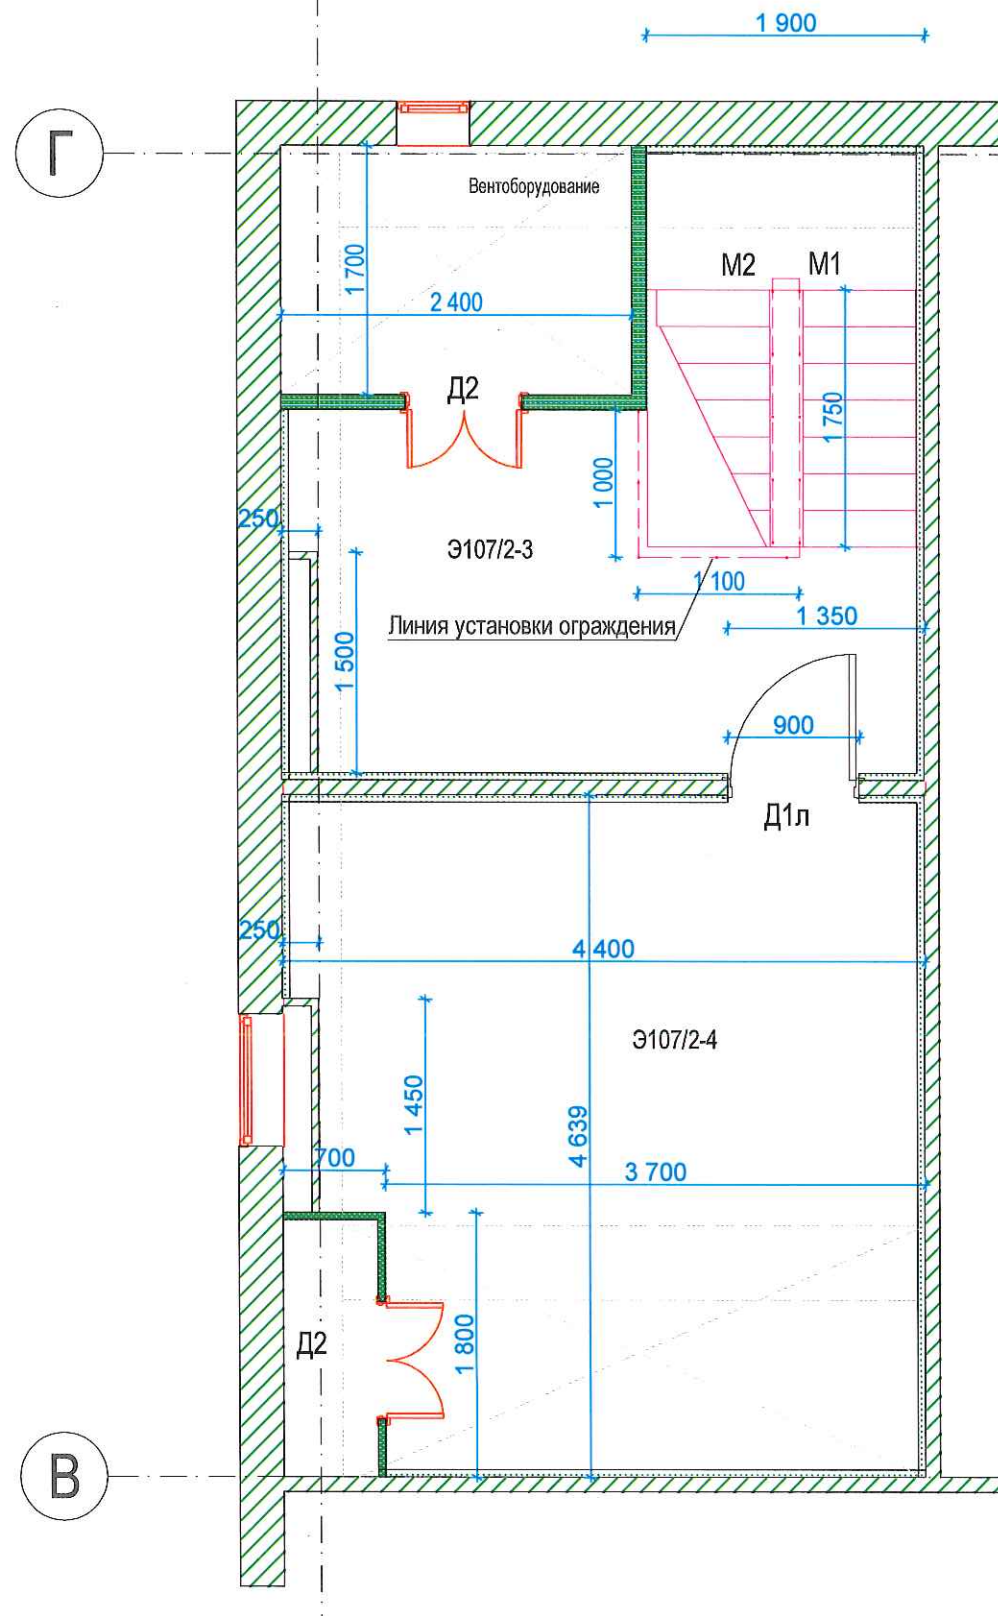 1 900
Г
Вентоборудование
М2
М1
1 700
2 400
Д2
1 750
1 000
250
Э107/2-3
1 100
1 350
Линия установки ограждения
1 500
900
Д1л
250
4 400
Э107/2-4
1 450
4 639
700
3 700
Д2
1 800
В